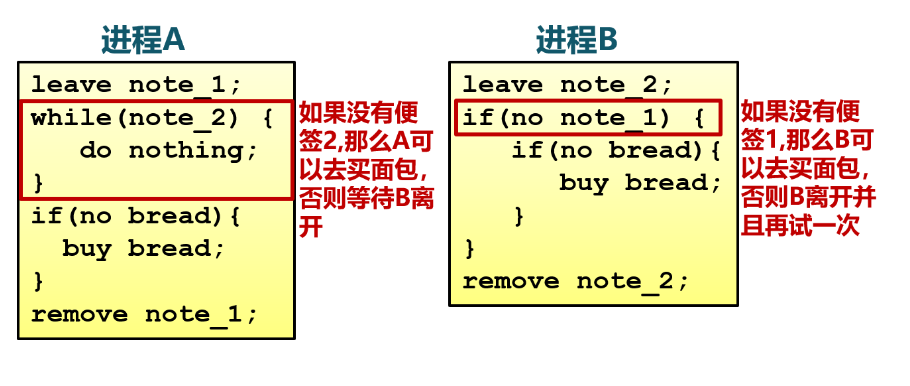 进程A
leave note_1;
while(note_2) {
do nothing;
}
if(no bread){
buy bread;
}
remove note_1;
如果没有便
签2,那么A可
以去买面包,
否则等待B离
开
进程B
leave note_2;
if(no note_1) {
if(no bread){
buy bread;
}
}
remove note_2;
如果没有便
签1,那么B可
以去买面包,
否则B离开并
且再试一次